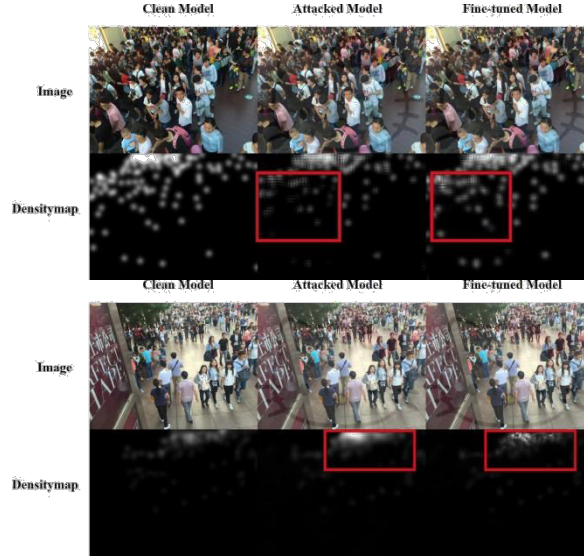 Clean Model Attacked Model Fine-tuned Model
Image
Densitymap
Clean Model Attacked Model Fine-tuned Model
Image
Densitymap